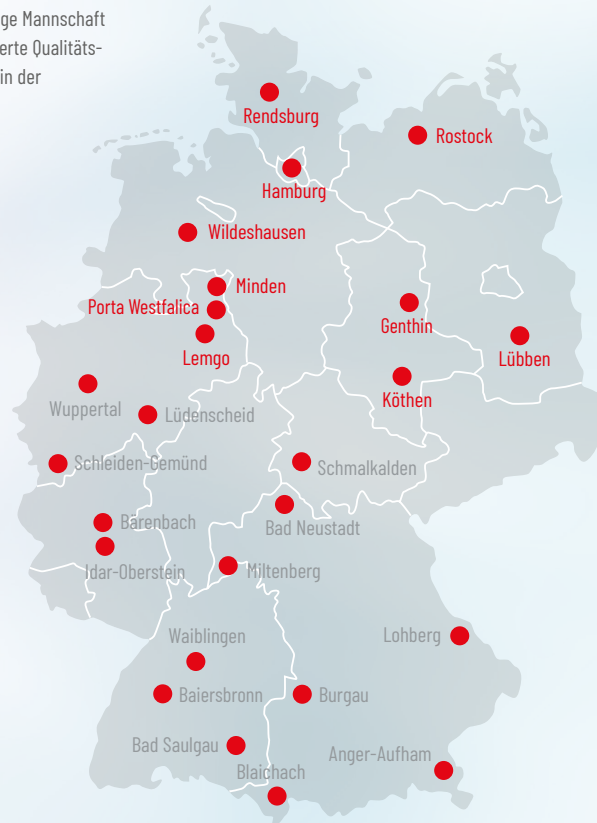 ge Mannschaft
erte Qualitäts-
in der
Rendsburg
Rostock
Hamburg
Wildeshausen
Minden
Porta Westfalica
Genthin
Lemgo
Lübben
Köthen
Wuppertal
Lüdenscheid
Schleiden-Gemünd
Schmalkalden
Bärenbach
Bad Neustadt
Idar-Oberstein
Miltenberg
Waiblingen
Lohberg
Baiersbronn
Burgau
Bad Saulgau
Anger-Aufham
Blaichach